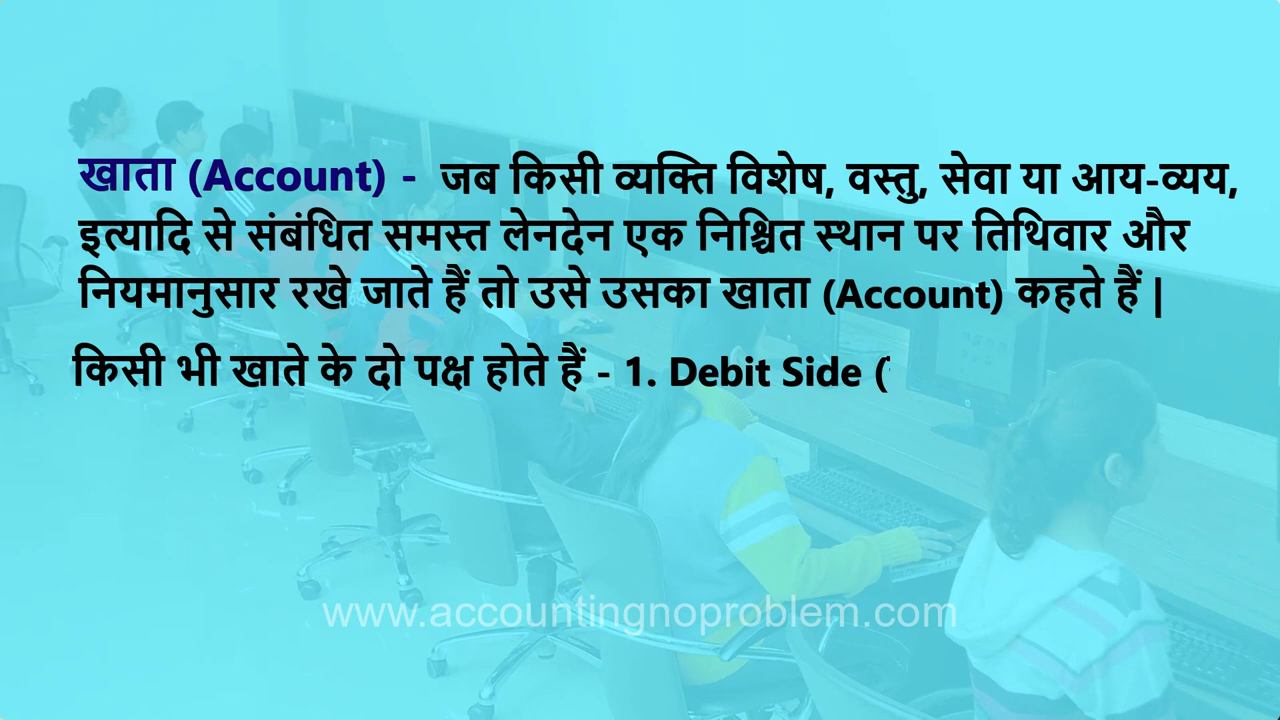 खाता (Account) - जब किसी व्यक्ति विशेष, वस्तु, सेवा या आय-व्यय,
इत्यादि से संबंधित समस्त लेनदेन एक निश्चित स्थान पर तिथिवार और
नियमानुसार रखे जाते हैं तो उसे उसका खाता (Account) कहते हैं |
किसी भी खाते के दो पक्ष होते हैं - 1. Debit Side (
www.accountingnoproblem.com